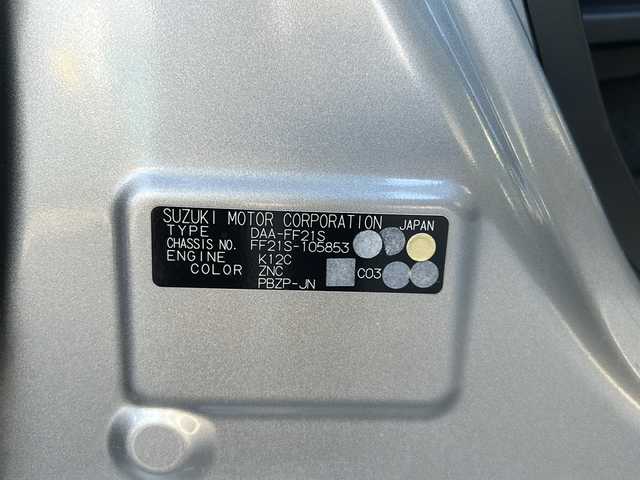 SUZUKI MOTOR CORPORATION JAPAN
TYPE DAA-FF21S
CHASSIS NO. FF21S-105853
ENGINE K12C
COLOR ZNC C03
PBZP-JN